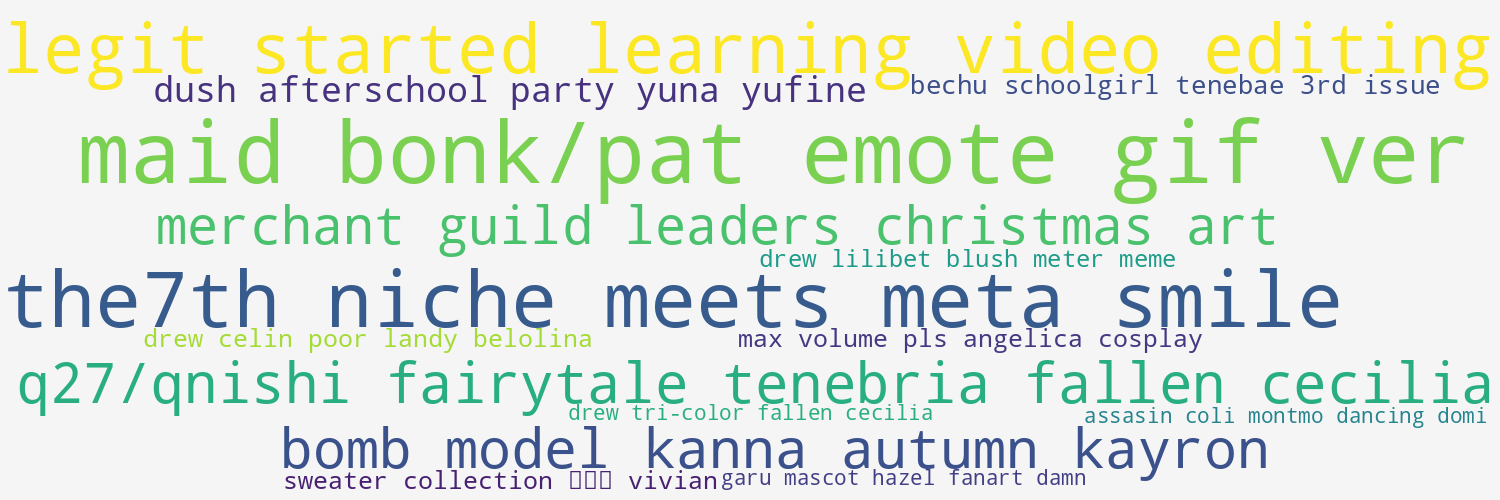 legit started learning video editing
dush afterschool party yuna yufine
bechu schoolgirl tenebae 3rd issue
maid bonk/pat emote gif ver
merchant guild leaders christmas art
drew lilibet blush meter meme
the7th niche meets meta smile
drew celin poor landy belolina
max volume pls angelica cosplay
q27/qnishi fairytale tenebria fallen cecilia
drew tri-color fallen cecilia
assasin coli montmo dancing domi
bomb model kanna autumn kayron
sweater collection vivian
garu mascot hazel fanart damn